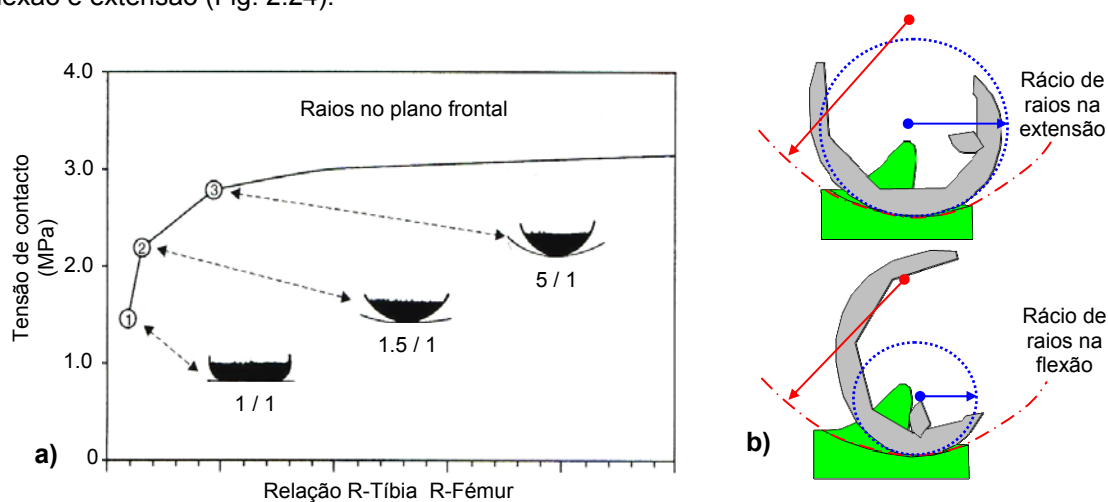 flexão e extensão (Fig. 2.24).
4.0
3.0
2.0
1.0
0
Tensão de contacto
(MPa)
Raios no plano frontal
3
2
1
5 / 1
1.5 / 1
1 / 1
a)
Relação R-Tíbia R-Fémur
Rácio de
raios na
extensão
Rácio de
raios na
flexão
b)